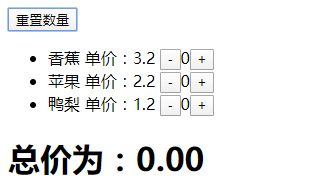 重置数量
香蕉 单价：3.2 - 0 +
苹果 单价：2.2 - 0 +
鸭梨 单价：1.2 - 0 +
总价为：0.00